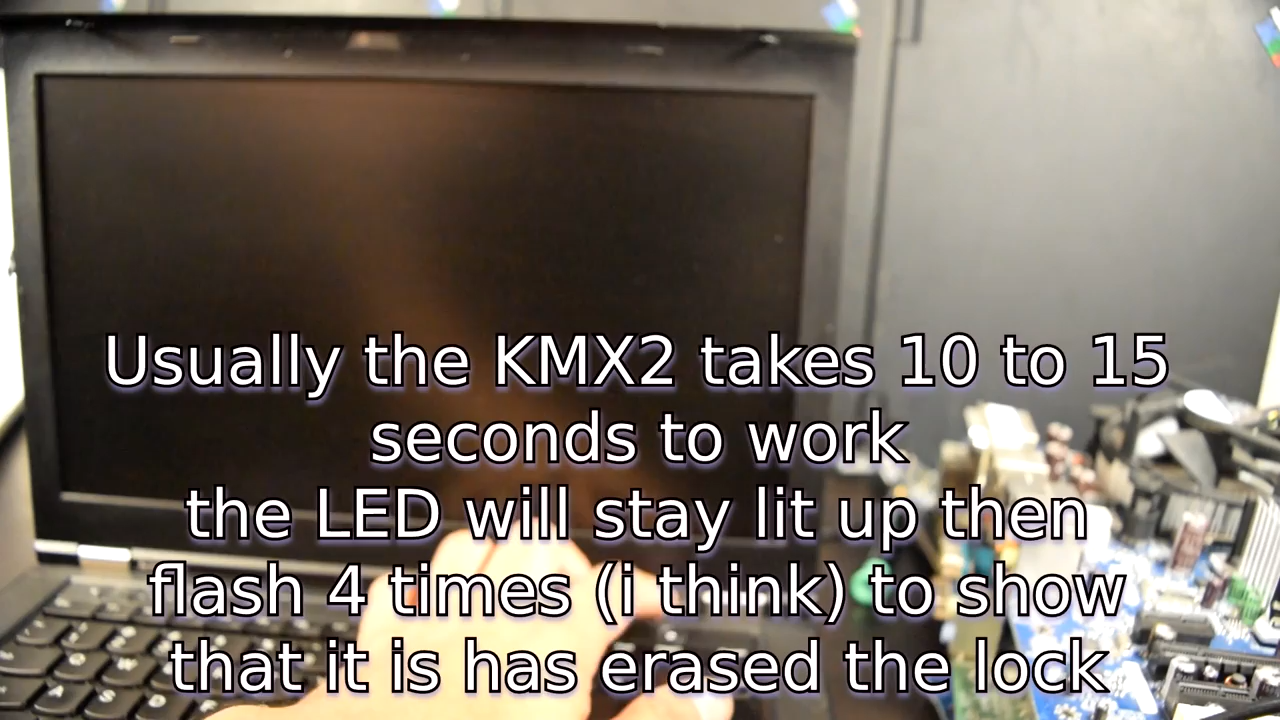 Usually the KMX2 takes 10 to 15
seconds to work
the LED will stay lit up then
flash 4 times (i think) to show
that it is has erased the lock